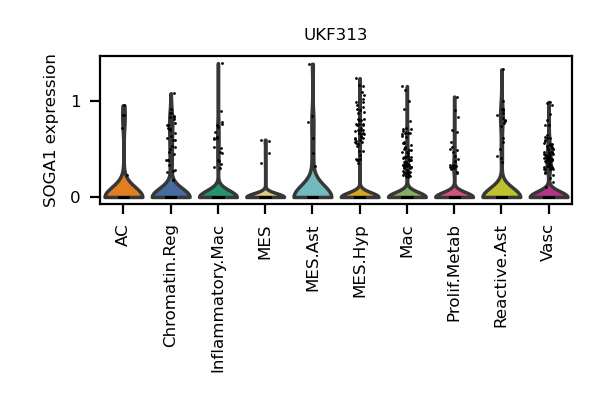 UKF313
SOGA1 expression
1
0
AC
Chromatin.Reg
Inflammatory.Mac
MES
MES.Ast
MES.Hyp
Mac
Prolif.Metab
Reactive.Ast
Vasc